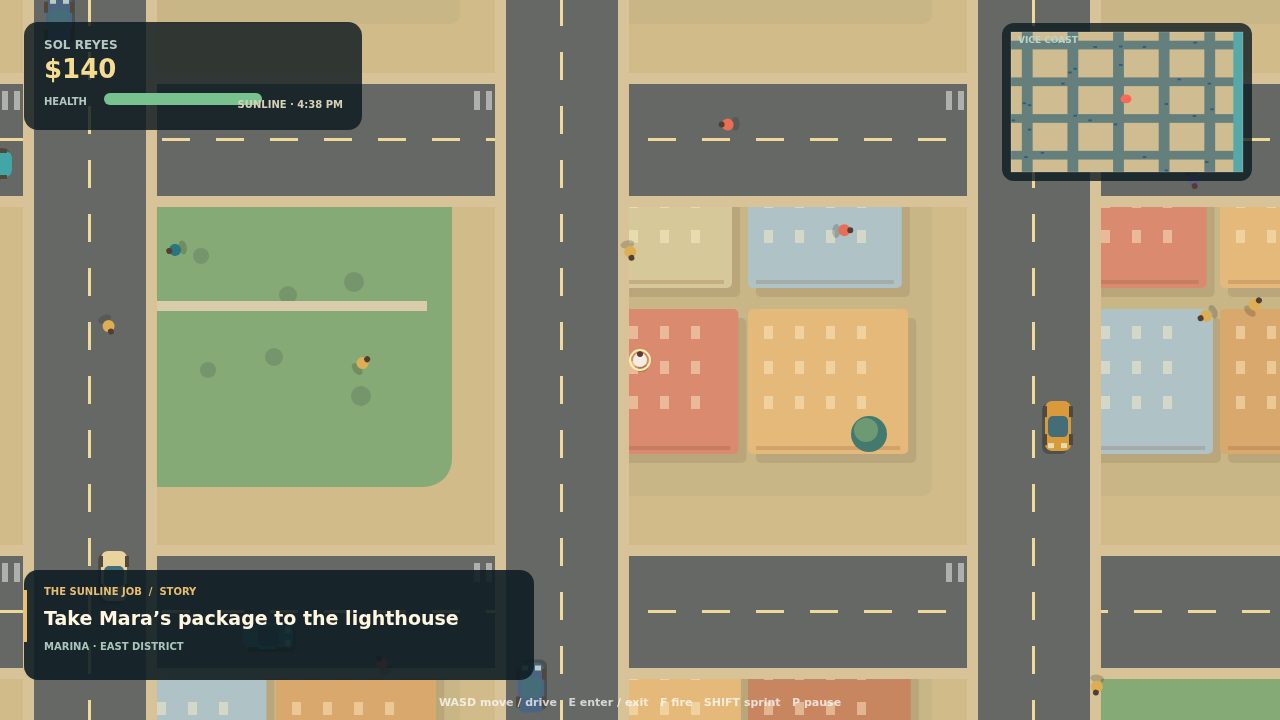 SOL REYES
$140
HEALTH
SUNLINE · 4:38 PM
VICE COAST
THE SUNLINE JOB / STORY
Take Mara’s package to the lighthouse
MARINA · EAST DISTRICT
WASD move / drive E enter / exit F fire SHIFT sprint P pause